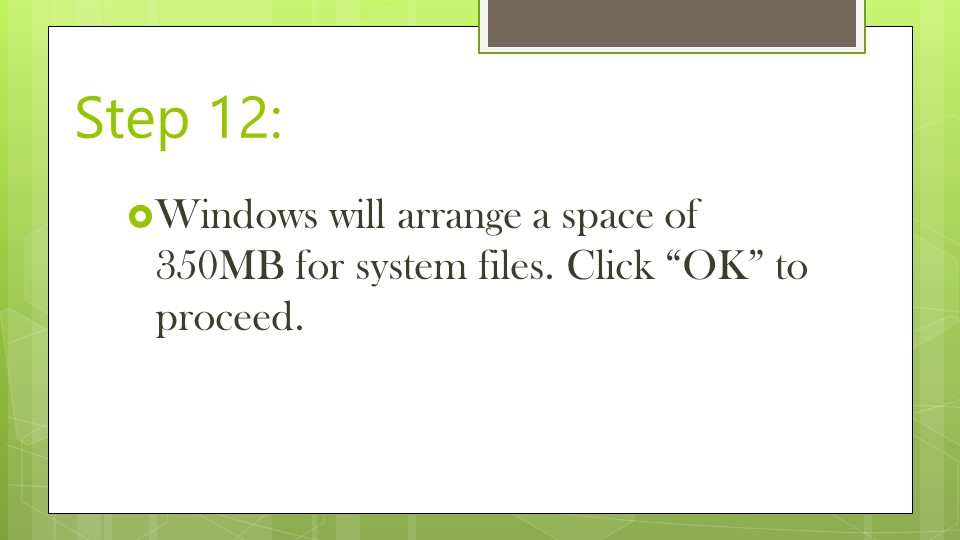 Step 12:
Windows will arrange a space of
350MB for system files. Click “OK” to
proceed.